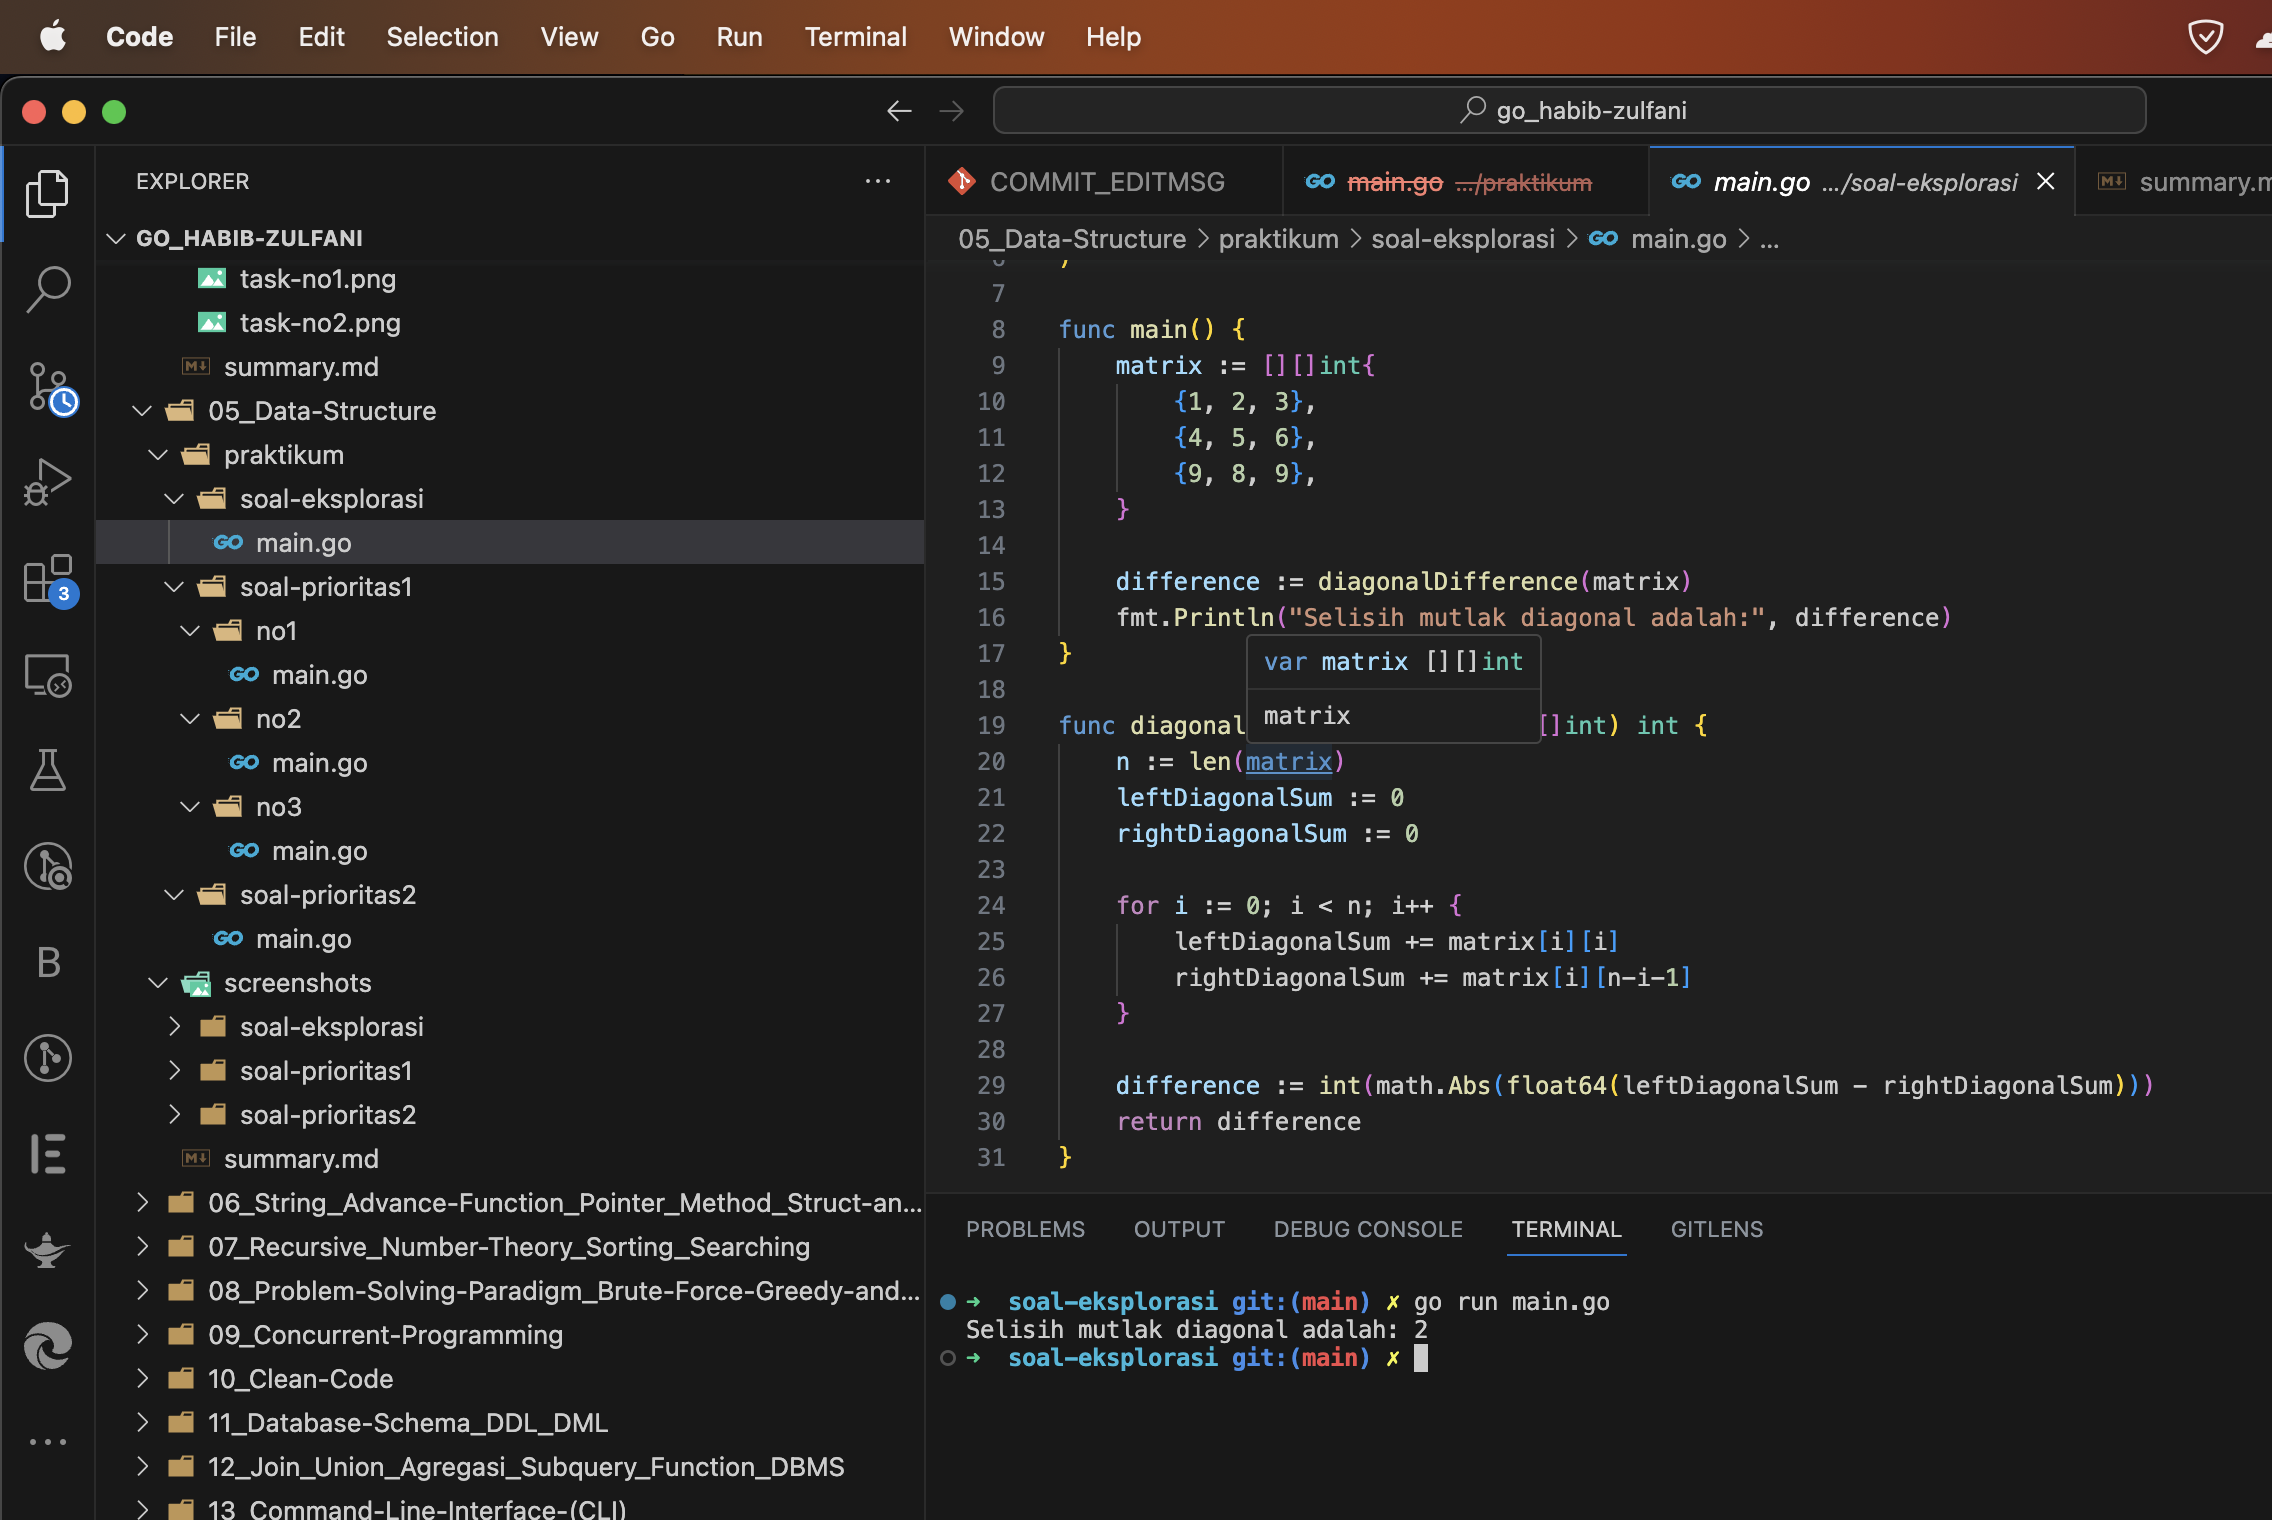 Code File Edit Selection View Go Run Terminal Window Help
go_habib-zulfani
EXPLORER
GO_HABIB-ZULFANI
task-no1.png
task-no2.png
summary.md
05_Data-Structure
praktikum
soal-eksplorasi
main.go
soal-prioritas1
no1
main.go
no2
main.go
no3
main.go
soal-prioritas2
main.go
screenshots
soal-eksplorasi
soal-prioritas1
soal-prioritas2
summary.md
06_String_Advance-Function_Pointer_Method_Struct-an...
07_Recursive_Number-Theory_Sorting_Searching
08_Problem-Solving-Paradigm_Brute-Force-Greedy-and...
09_Concurrent-Programming
10_Clean-Code
11_Database-Schema_DDL_DML
12_Join_Union_Agregasi_Subquery_Function_DBMS
13_Command-Line-Interface-(CLI)
3
B
COMMIT_EDITMSG GO main.go .../praktikum GO main.go .../soal-eksplorasi M↓ summary.m
05_Data-Structure > praktikum > soal-eksplorasi > GO main.go > ...
6 )
7
8 func main() {
9 matrix := [][]int{
10 {1, 2, 3},
11 {4, 5, 6},
12 {9, 8, 9},
13 }
14
15 difference := diagonalDifference(matrix)
16 fmt.Println("Selisih mutlak diagonal adalah:", difference)
17 }
var matrix [][]int
matrix
18
19 func diagonal []int) int {
20 n := len(matrix)
21 leftDiagonalSum := 0
22 rightDiagonalSum := 0
23
24 for i := 0; i < n; i++ {
25 leftDiagonalSum += matrix[i][i]
26 rightDiagonalSum += matrix[i][n-i-1]
27 }
28
29 difference := int(math.Abs(float64(leftDiagonalSum - rightDiagonalSum)))
30 return difference
31 }
PROBLEMS OUTPUT DEBUG CONSOLE TERMINAL GITLENS
➜ soal-eksplorasi git:(main) ✗ go run main.go
Selisih mutlak diagonal adalah: 2
➜ soal-eksplorasi git:(main) ✗